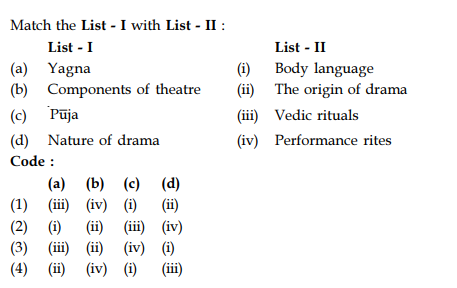 Match the List - I with List - II :
List - I List - II
(a) Yagna (i) Body language
(b) Components of theatre (ii) The origin of drama
(c) Pūja (iii) Vedic rituals
(d) Nature of drama (iv) Performance rites
Code :
(a) (b) (c) (d)
(1) (iii) (iv) (i) (ii)
(2) (i) (ii) (iii) (iv)
(3) (iii) (ii) (iv) (i)
(4) (ii) (iv) (i) (iii)